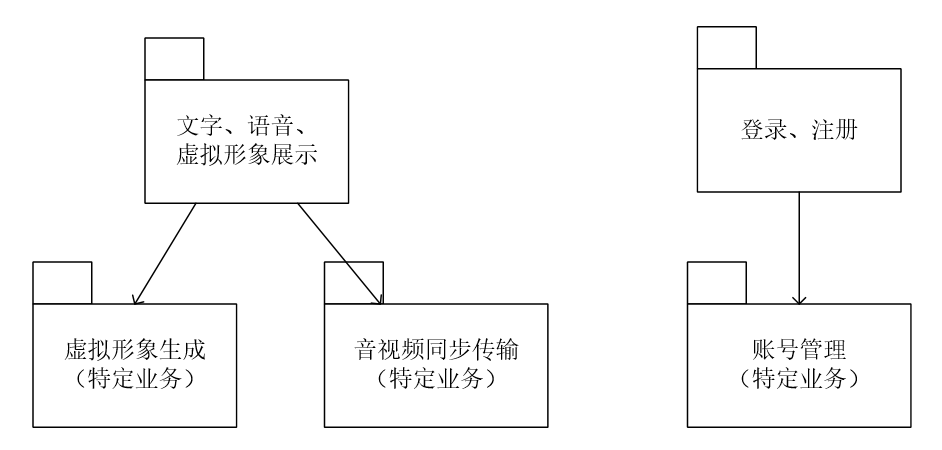 文字、语音、
虚拟形象展示
登录、注册
虚拟形象生成
（特定业务）
音视频同步传输
（特定业务）
账号管理
（特定业务）